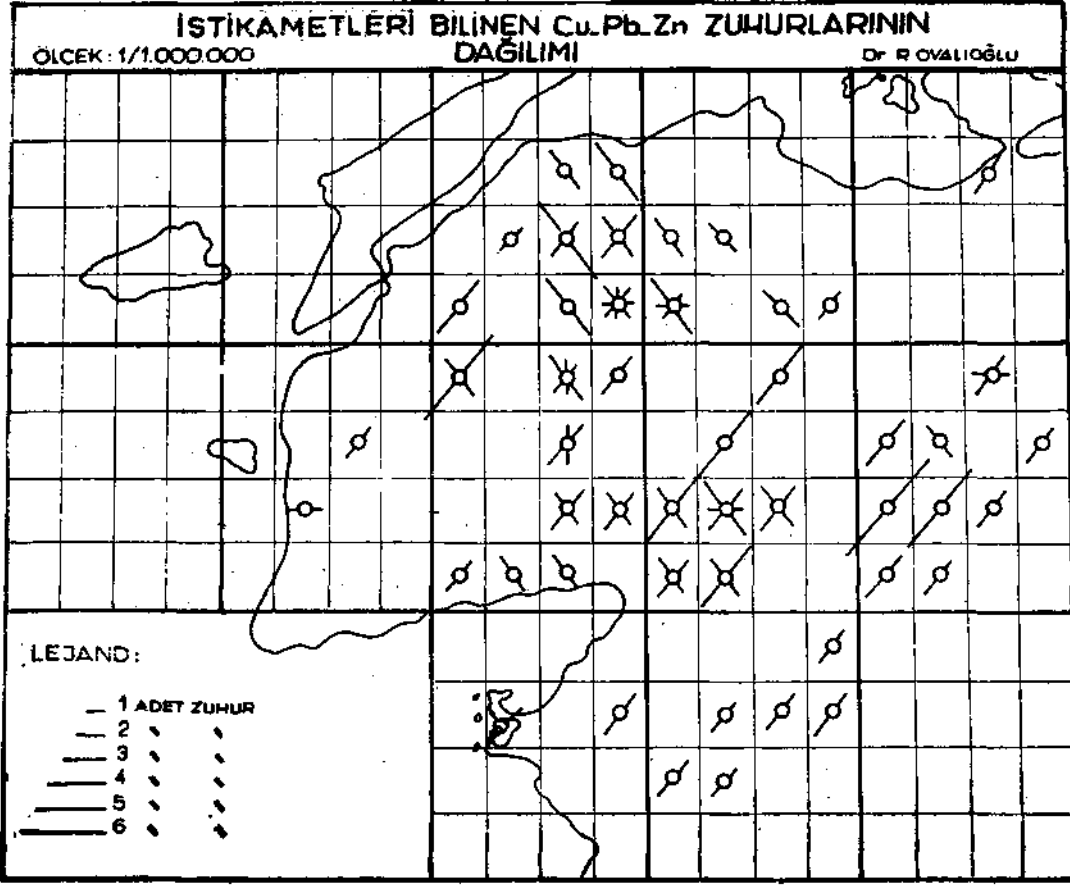 İSTİKAMETLERİ BİLİNEN Cu.Pb.Zn ZUHURLARININ
DAĞILIMI
ÖLCEK: 1/1.000.000
Dr R OVALIOĞLU
LEJAND:
1 ADET ZUHUR
2 " "
3 " "
4 " "
5 " "
6 " "